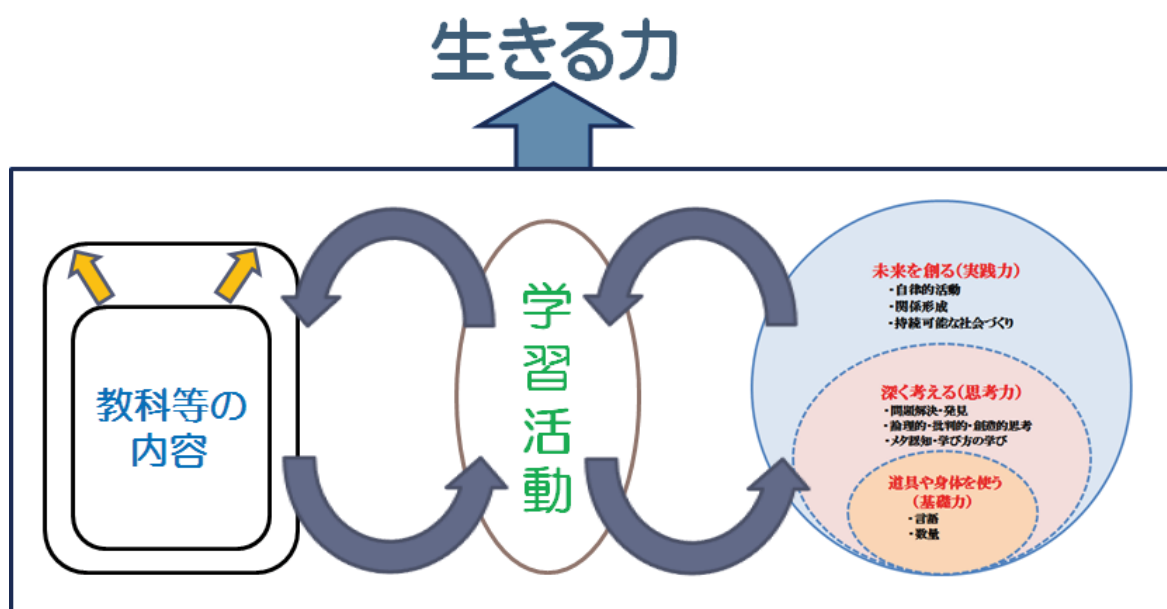 生きる力
教科等の
内容
学習活動
未来を創る(実践力)
・自律的活動
・関係形成
・持続可能な社会づくり
深く考える(思考力)
・問題解決・発見
・論理的・批判的・創造的思考
・メタ認知・学び方の学び
道具や身体を使う
(基礎力)
・言語
・数量